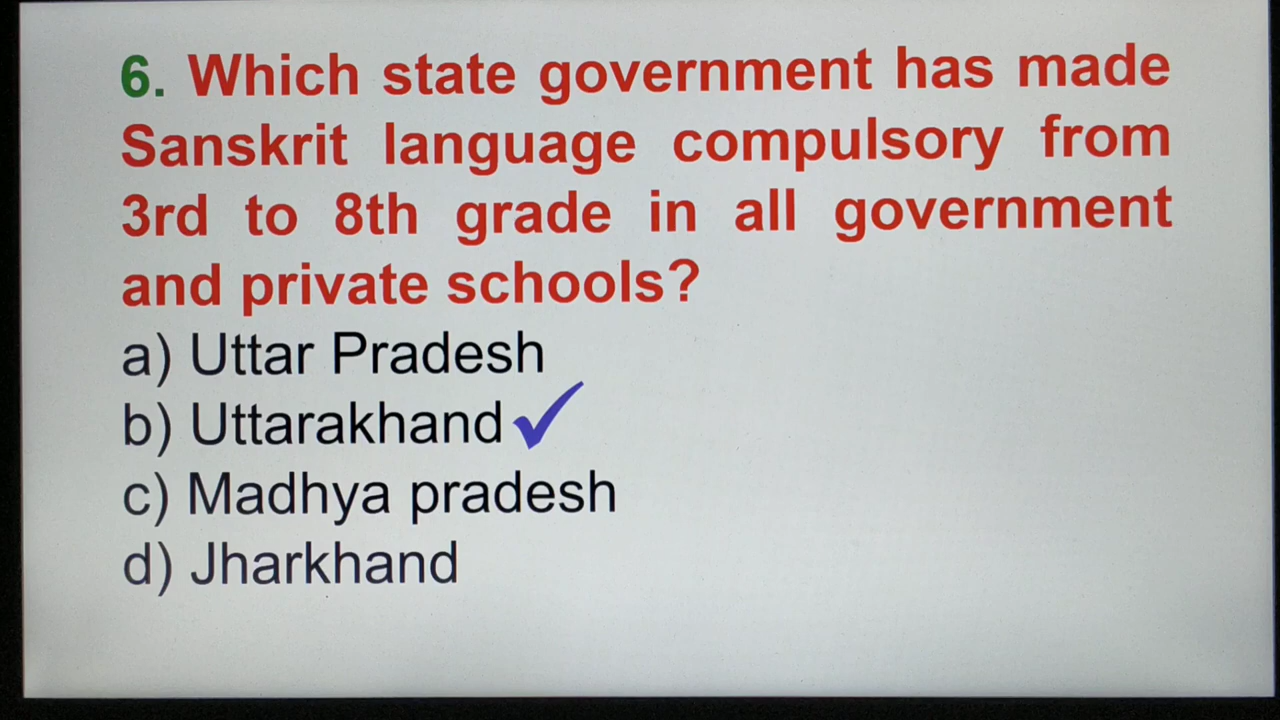 6. Which state government has made
Sanskrit language compulsory from
3rd to 8th grade in all government
and private schools?
a) Uttar Pradesh
b) Uttarakhand
c) Madhya pradesh
d) Jharkhand